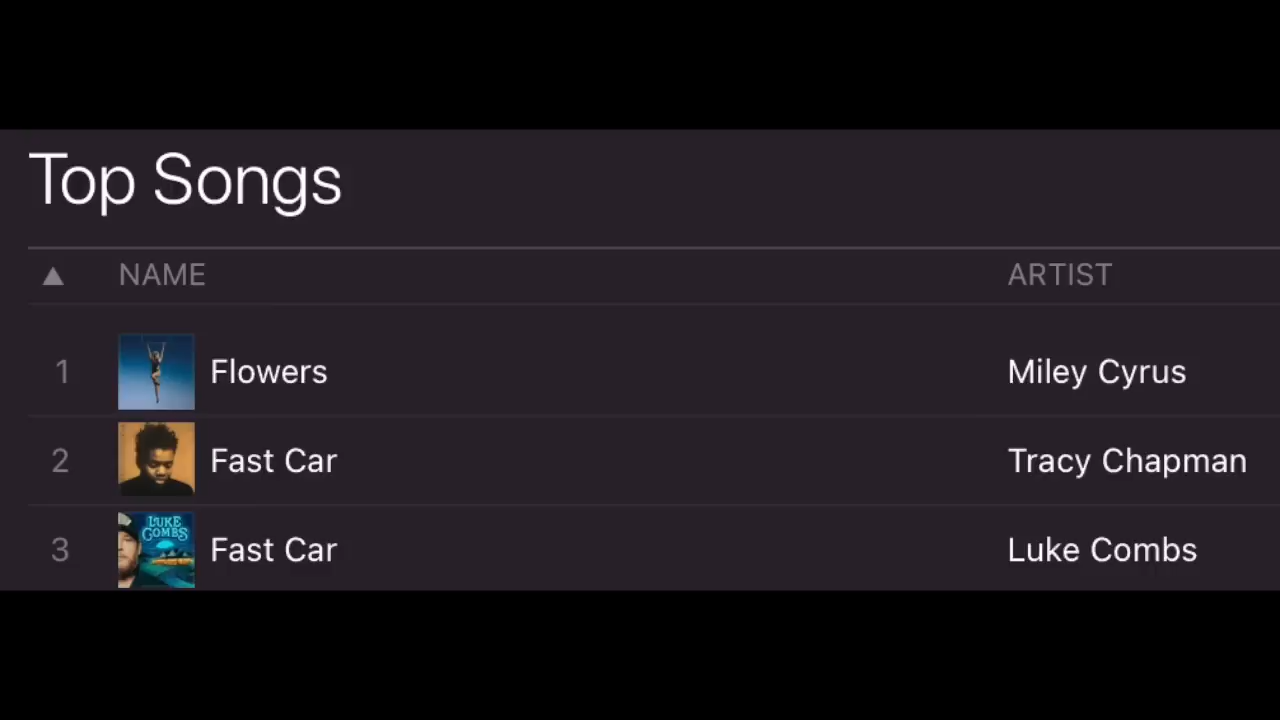 Top Songs
▲ NAME ARTIST
1 Flowers Miley Cyrus
2 Fast Car Tracy Chapman
3 LUKE COMBS Fast Car Luke Combs